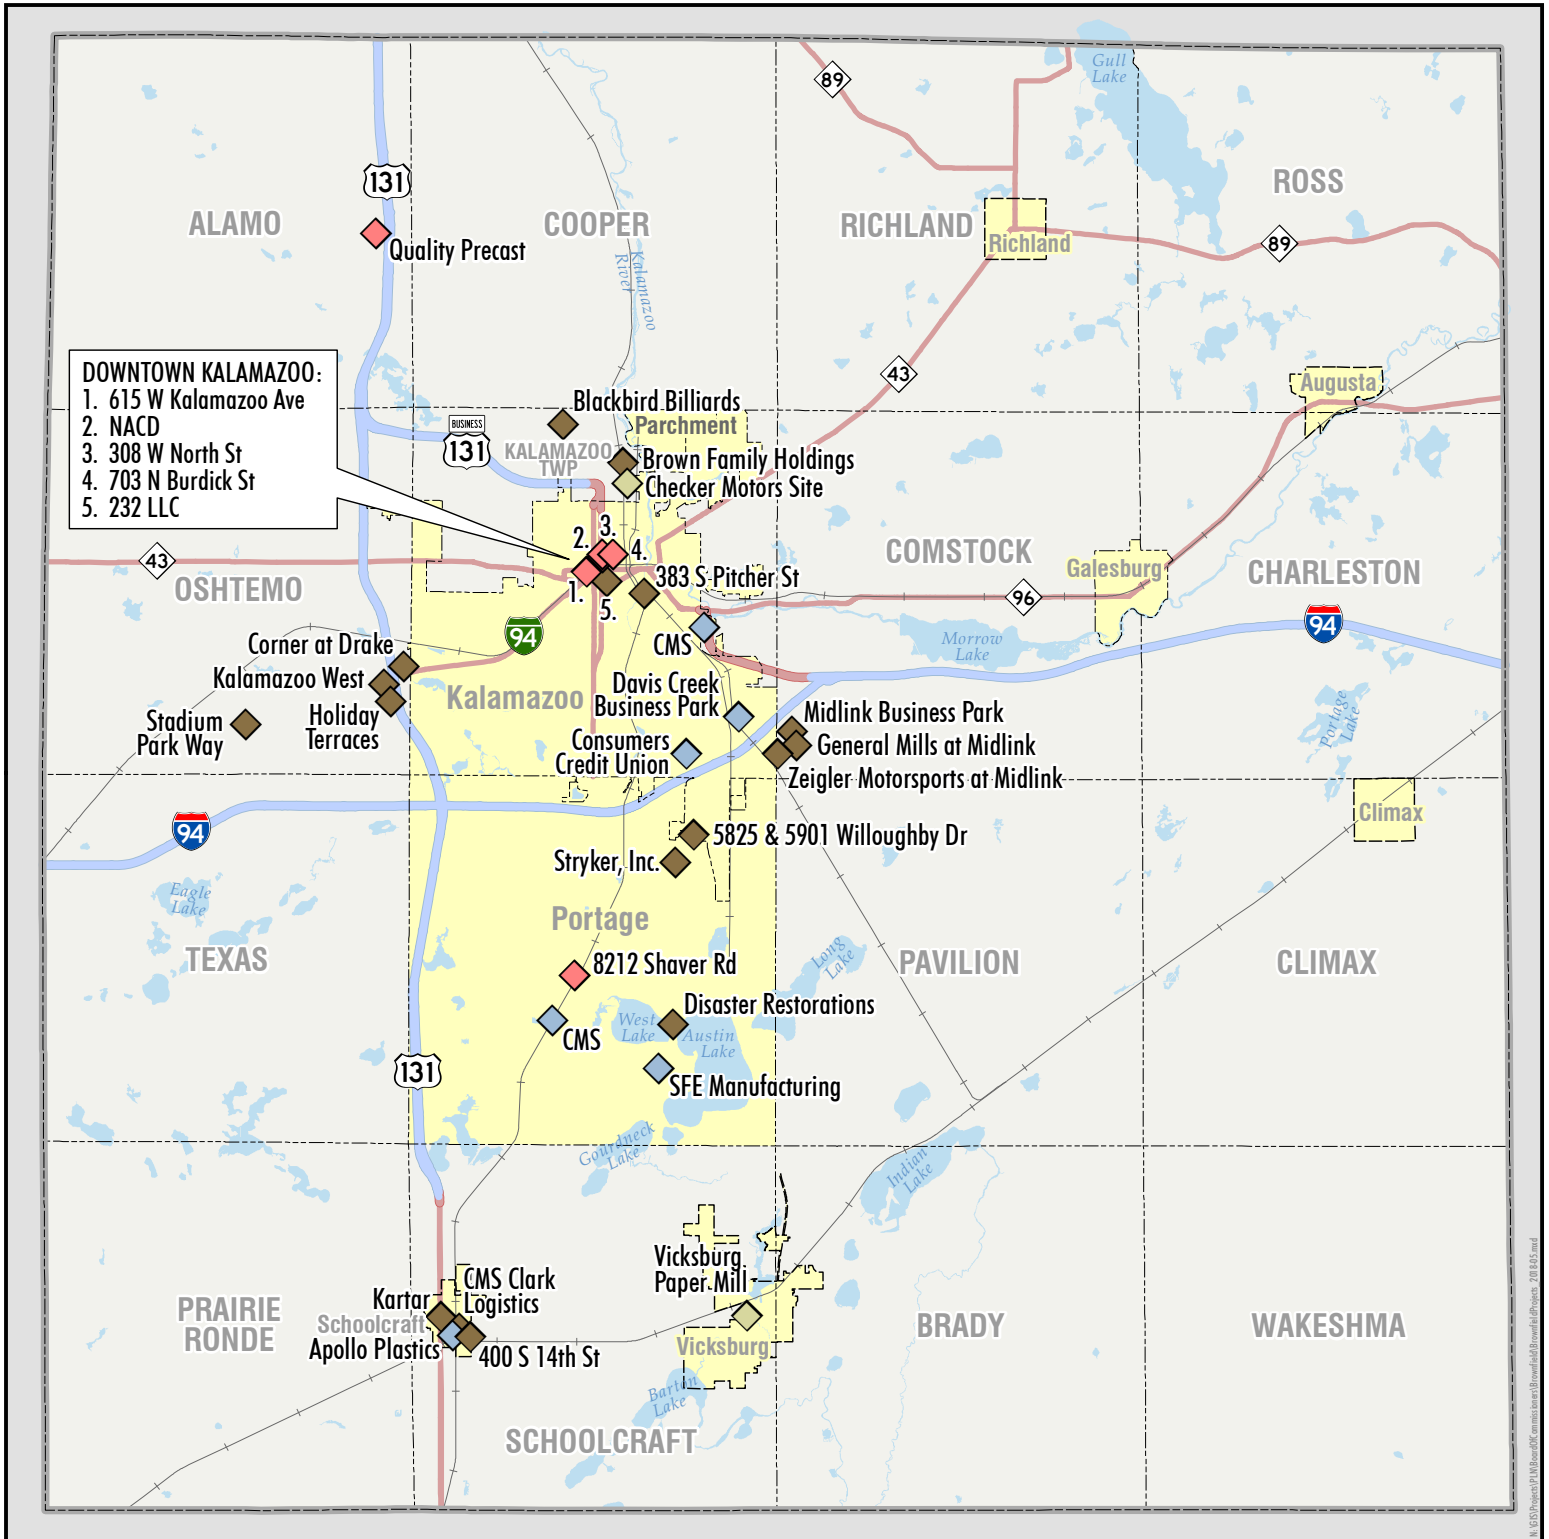 Gull
Lake
89
131
ROSS
ALAMO
COOPER
RICHLAND
Richland
89
Quality Precast
Kalamazoo
River
DOWNTOWN KALAMAZOO:
1. 615 W Kalamazoo Ave
2. NACD
3. 308 W North St
4. 703 N Burdick St
5. 232 LLC
43
Augusta
Blackbird Billiards
Parchment
BUSINESS
131
KALAMAZOO
TWP
Brown Family Holdings
Checker Motors Site
3.
2.
4.
1.
5.
43
OSHTEMO
COMSTOCK
Galesburg
CHARLESTON
383 S Pitcher St
96
94
94
CMS
Morrow
Lake
Corner at Drake
Kalamazoo West
Holiday
Terraces
Stadium
Park Way
Kalamazoo
Davis Creek
Business Park
Consumers
Credit Union
Midlink Business Park
General Mills at Midlink
Zeigler Motorsports at Midlink
Portage
Lake
Climax
94
5825 & 5901 Willoughby Dr
Stryker, Inc.
Eagle
Lake
Portage
TEXAS
8212 Shaver Rd
Long
Lake
PAVILION
CLIMAX
Disaster Restorations
West
Lake
Austin
Lake
CMS
131
SFE Manufacturing
Gourdneck
Lake
Indian
Lake
Vicksburg
Paper Mill
CMS Clark
Logistics
Kartar
Schoolcraft
Apollo Plastics
400 S 14th St
PRAIRIE
RONDE
BRADY
WAKESHMA
Vicksburg
Barton
Lake
SCHOOLCRAFT
N:\GIS\Projects\PLN\BoardOfCommissioners\Brownfield\BrownfieldProjects_2018-05.mxd